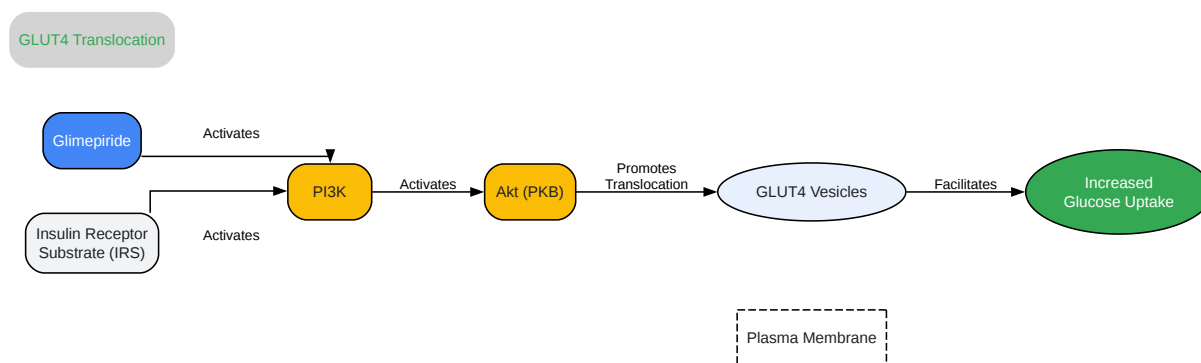 GLUT4 Translocation
Glimepiride
Activates
Insulin Receptor
Substrate (IRS)
Activates
PI3K
Activates
Akt (PKB)
Promotes
Translocation
GLUT4 Vesicles
Facilitates
Increased
Glucose Uptake
Plasma Membrane